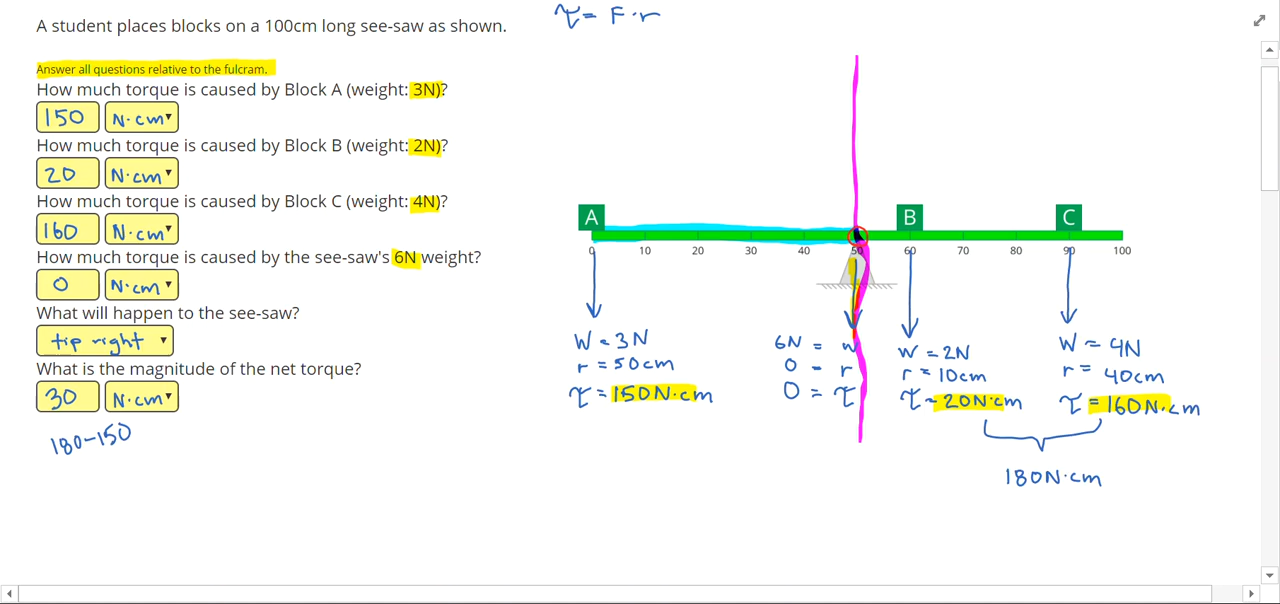 τ = F·r
A student places blocks on a 100cm long see-saw as shown.
Answer all questions relative to the fulcram.
How much torque is caused by Block A (weight: 3N)?
150 N·cm
How much torque is caused by Block B (weight: 2N)?
20 N·cm
How much torque is caused by Block C (weight: 4N)?
160 N·cm
How much torque is caused by the see-saw's 6N weight?
0 N·cm
What will happen to the see-saw?
tip right
What is the magnitude of the net torque?
30 N·cm
180-150
A B C
0 10 20 30 40 50 60 70 80 90 100
W = 3N
r = 50cm
τ = 150N·cm
6N = w
0 = r
0 = τ
W = 2N
r = 10cm
τ = 20N·cm
W = 4N
r = 40cm
τ = 160N·cm
180N·cm